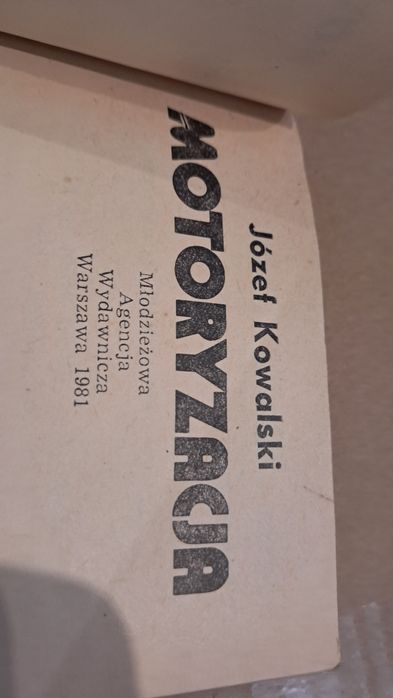 Józef Kowalski
MOTORYZACJA
Młodzieżowa
Agencja
Wydawnicza
Warszawa 1981